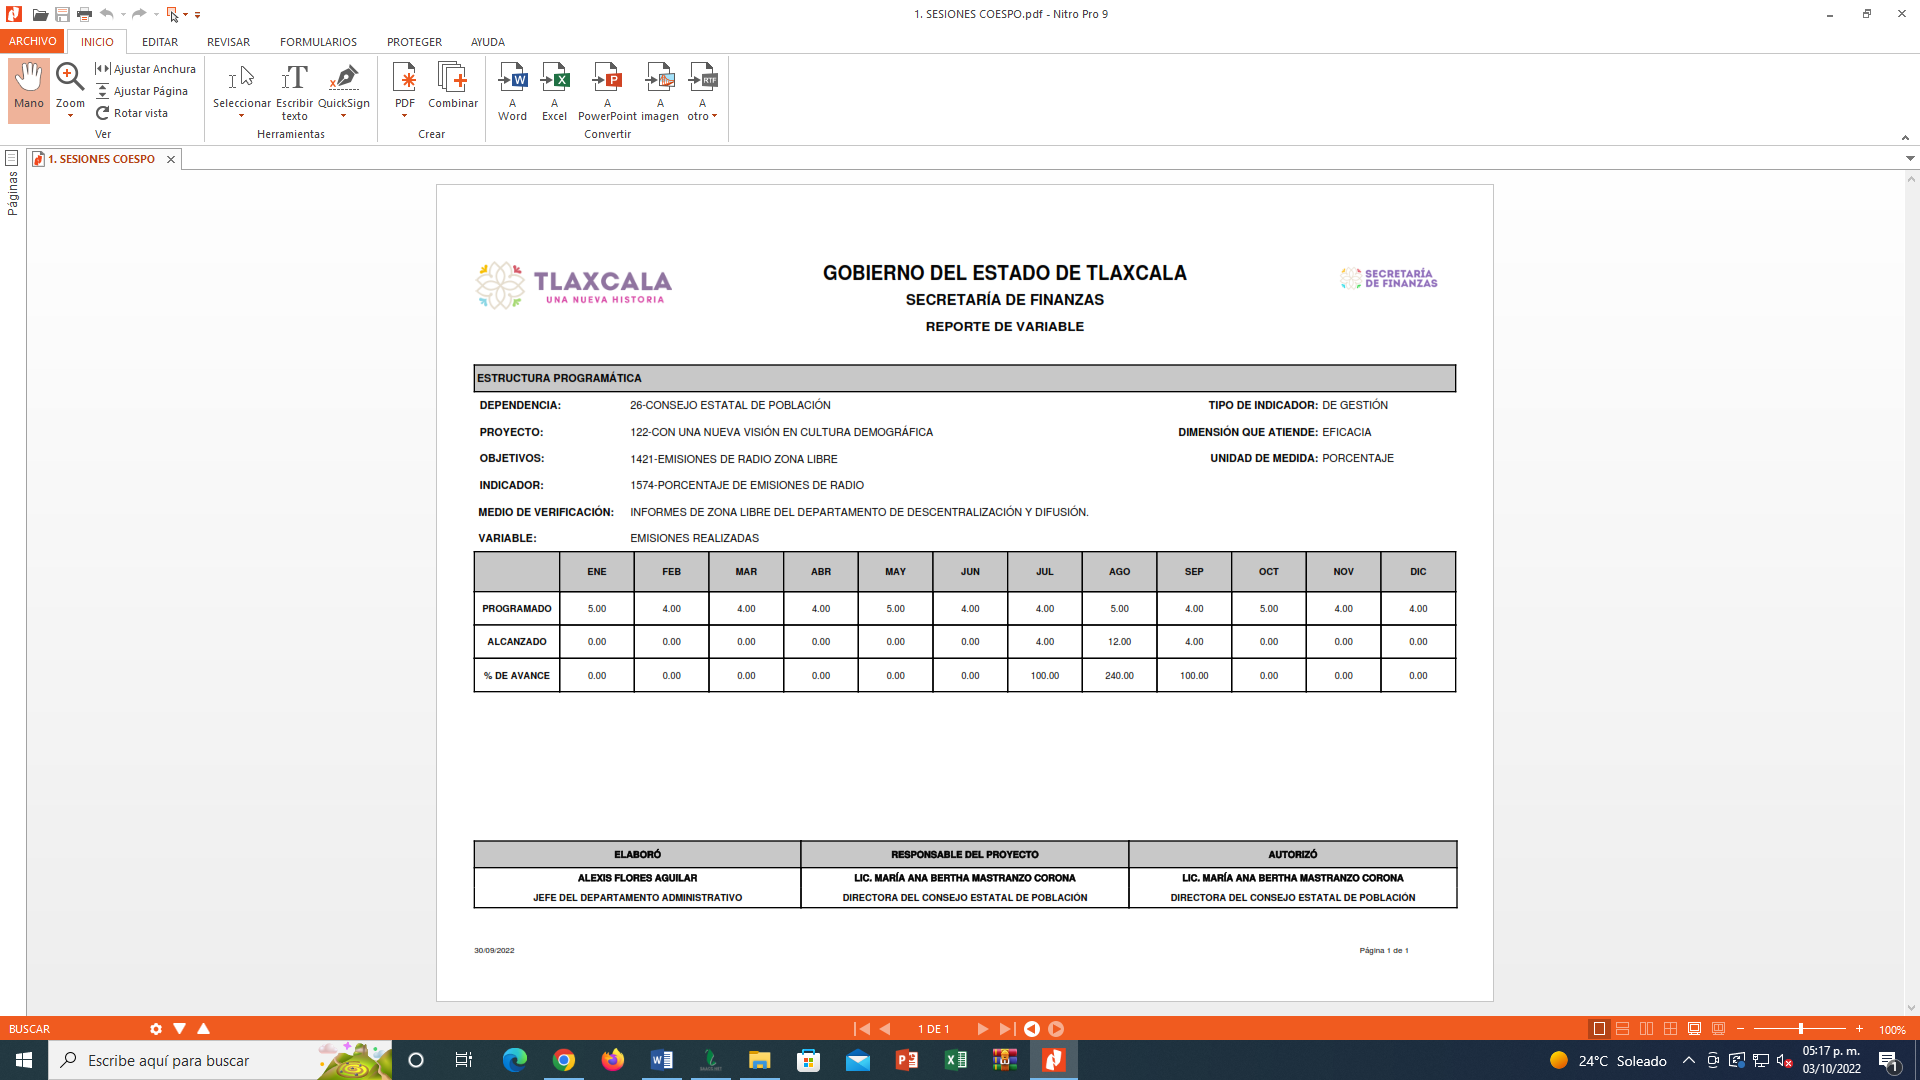 1. SESIONES COESPO.pdf - Nitro Pro 9
ARCHIVO INICIO EDITAR REVISAR FORMULARIOS PROTEGER AYUDA
Mano Zoom Ajustar Anchura Ajustar Página Rotar vista
Ver
Seleccionar Escribir texto QuickSign
Herramientas
PDF Combinar
Crear
A Word A Excel A PowerPoint A imagen A otro
Convertir
1. SESIONES COESPO
Páginas
TLAXCALA
UNA NUEVA HISTORIA
GOBIERNO DEL ESTADO DE TLAXCALA
SECRETARÍA DE FINANZAS
REPORTE DE VARIABLE
SECRETARÍA
DE FINANZAS
ESTRUCTURA PROGRAMÁTICA
DEPENDENCIA: 26-CONSEJO ESTATAL DE POBLACIÓN TIPO DE INDICADOR: DE GESTIÓN
PROYECTO: 122-CON UNA NUEVA VISIÓN EN CULTURA DEMOGRÁFICA DIMENSIÓN QUE ATIENDE: EFICACIA
OBJETIVOS: 1421-EMISIONES DE RADIO ZONA LIBRE UNIDAD DE MEDIDA: PORCENTAJE
INDICADOR: 1574-PORCENTAJE DE EMISIONES DE RADIO
MEDIO DE VERIFICACIÓN: INFORMES DE ZONA LIBRE DEL DEPARTAMENTO DE DESCENTRALIZACIÓN Y DIFUSIÓN.
VARIABLE: EMISIONES REALIZADAS
ENE FEB MAR ABR MAY JUN JUL AGO SEP OCT NOV DIC
PROGRAMADO 5.00 4.00 4.00 4.00 5.00 4.00 4.00 5.00 4.00 5.00 4.00 4.00
ALCANZADO 0.00 0.00 0.00 0.00 0.00 0.00 4.00 12.00 4.00 0.00 0.00 0.00
% DE AVANCE 0.00 0.00 0.00 0.00 0.00 0.00 100.00 240.00 100.00 0.00 0.00 0.00
ELABORÓ RESPONSABLE DEL PROYECTO AUTORIZÓ
ALEXIS FLORES AGUILAR LIC. MARÍA ANA BERTHA MASTRANZO CORONA LIC. MARÍA ANA BERTHA MASTRANZO CORONA
JEFE DEL DEPARTAMENTO ADMINISTRATIVO DIRECTORA DEL CONSEJO ESTATAL DE POBLACIÓN DIRECTORA DEL CONSEJO ESTATAL DE POBLACIÓN
30/09/2022 Página 1 de 1
BUSCAR 1 DE 1 100%
Escribe aquí para buscar 24°C Soleado 05:17 p. m.
03/10/2022 1